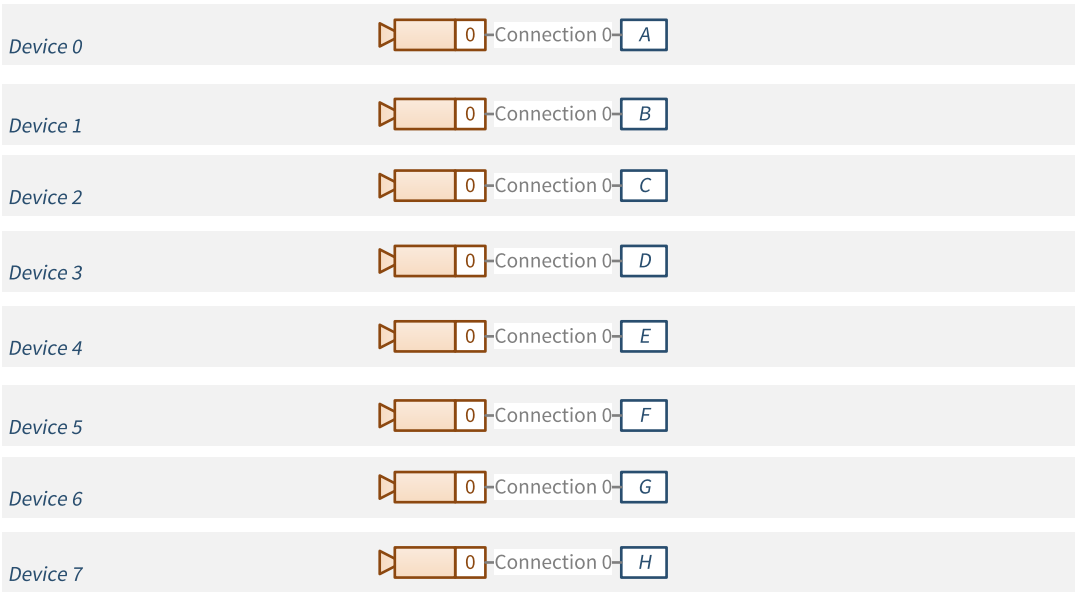 Device 0 0 Connection 0 A
Device 1 0 Connection 0 B
Device 2 0 Connection 0 C
Device 3 0 Connection 0 D
Device 4 0 Connection 0 E
Device 5 0 Connection 0 F
Device 6 0 Connection 0 G
Device 7 0 Connection 0 H